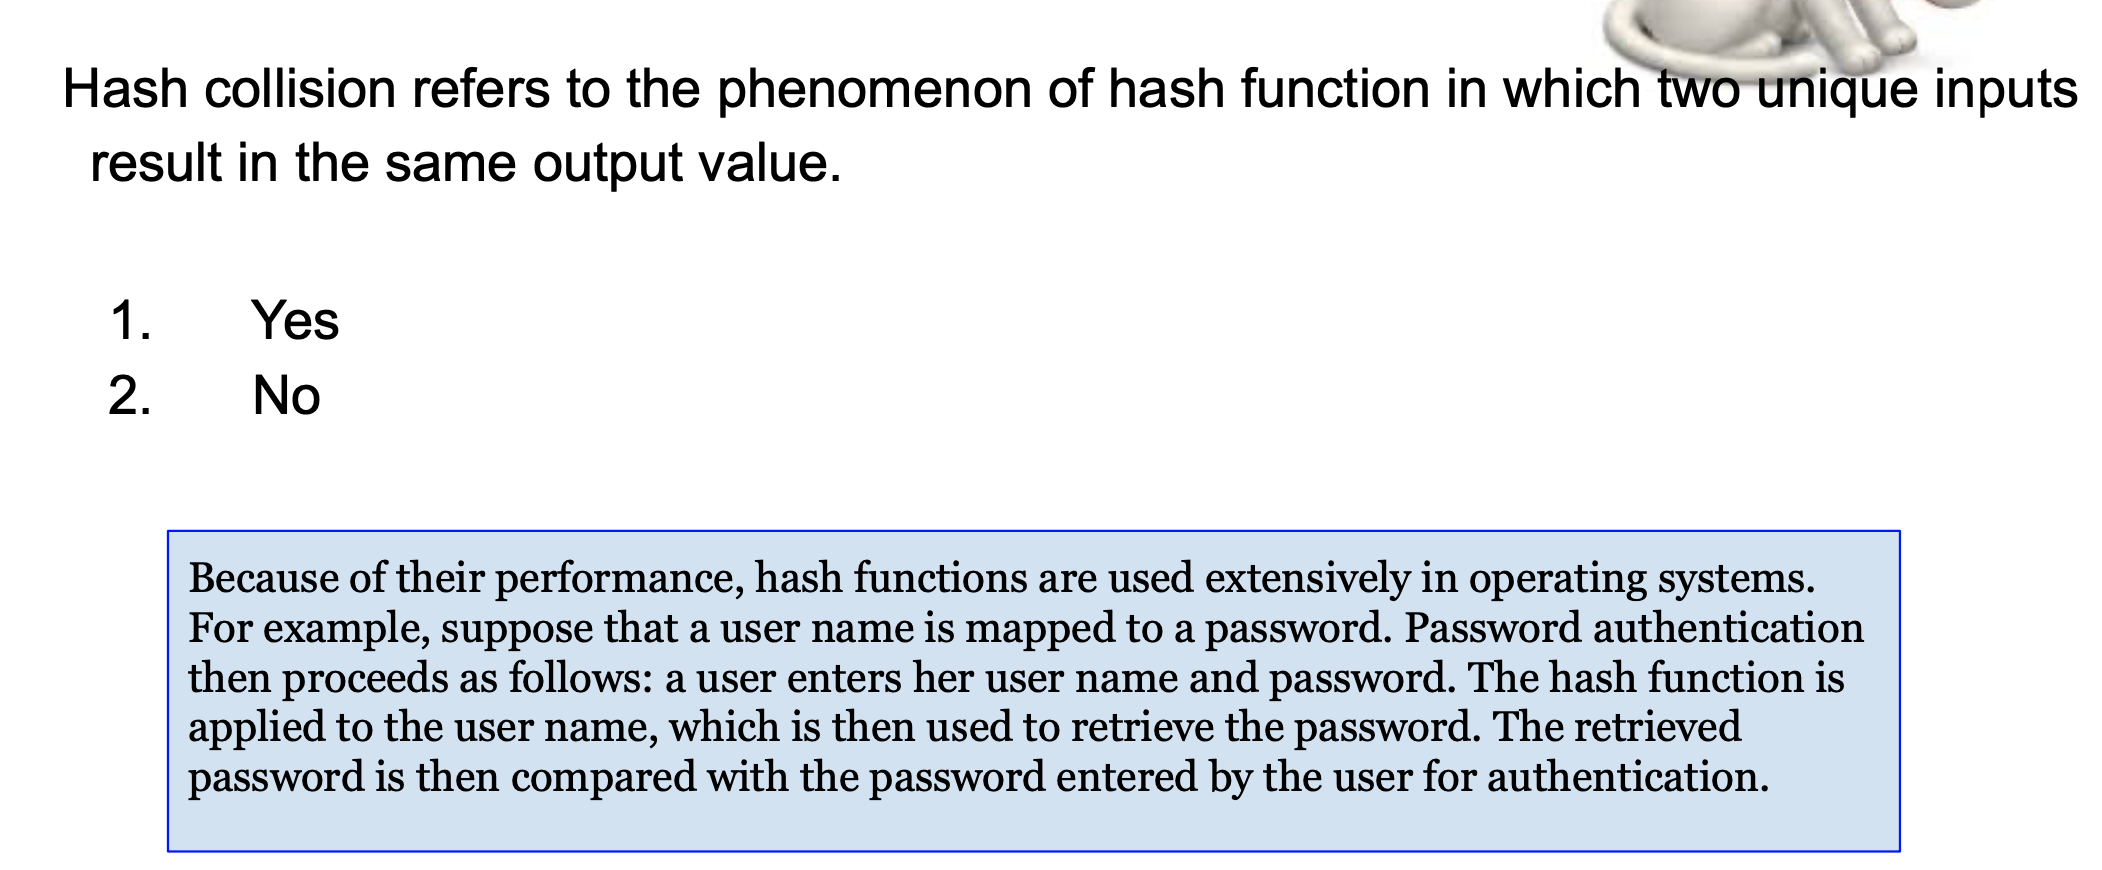 Hash collision refers to the phenomenon of hash function in which two unique inputs
result in the same output value.
1. Yes
2. No
Because of their performance, hash functions are used extensively in operating systems.
For example, suppose that a user name is mapped to a password. Password authentication
then proceeds as follows: a user enters her user name and password. The hash function is
applied to the user name, which is then used to retrieve the password. The retrieved
password is then compared with the password entered by the user for authentication.